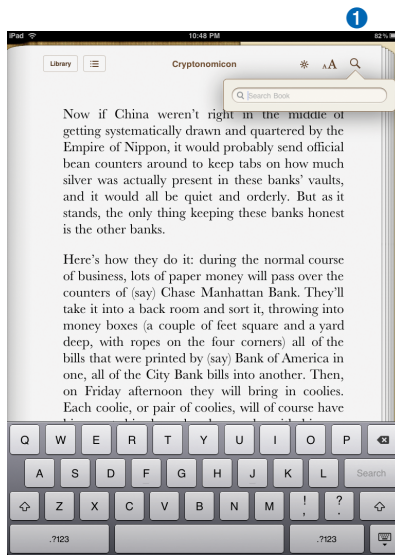 1
iPad 10:48 PM 82%
Library Cryptonomicon AA
Search Book
Now if China weren't right in the middle of
getting systematically drawn and quartered by the
Empire of Nippon, it would probably send official
bean counters around to keep tabs on how much
silver was actually present in these banks' vaults,
and it would all be quiet and orderly. But as it
stands, the only thing keeping these banks honest
is the other banks.
Here's how they do it: during the normal course
of business, lots of paper money will pass over the
counters of (say) Chase Manhattan Bank. They'll
take it into a back room and sort it, throwing into
money boxes (a couple of feet square and a yard
deep, with ropes on the four corners) all of the
bills that were printed by (say) Bank of America in
one, all of the City Bank bills into another. Then,
on Friday afternoon they will bring in coolies.
Each coolie, or pair of coolies, will of course have
Q W E R T Y U I O P
A S D F G H J K L Search
Z X C V B N M ! , ? .
.?123 .?123